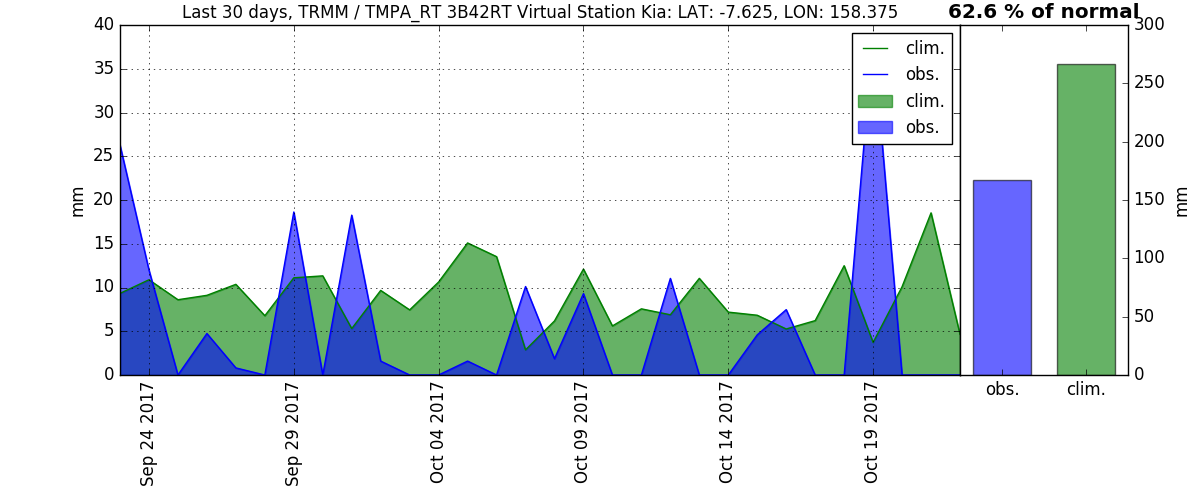 Last 30 days, TRMM / TMPA_RT 3B42RT Virtual Station Kia: LAT: -7.625, LON: 158.375
62.6 % of normal
40
35
30
25
20
15
10
5
0
mm
clim.
obs.
clim.
obs.
300
250
200
150
100
50
0
mm
obs.
clim.
Sep 24 2017
Sep 29 2017
Oct 04 2017
Oct 09 2017
Oct 14 2017
Oct 19 2017